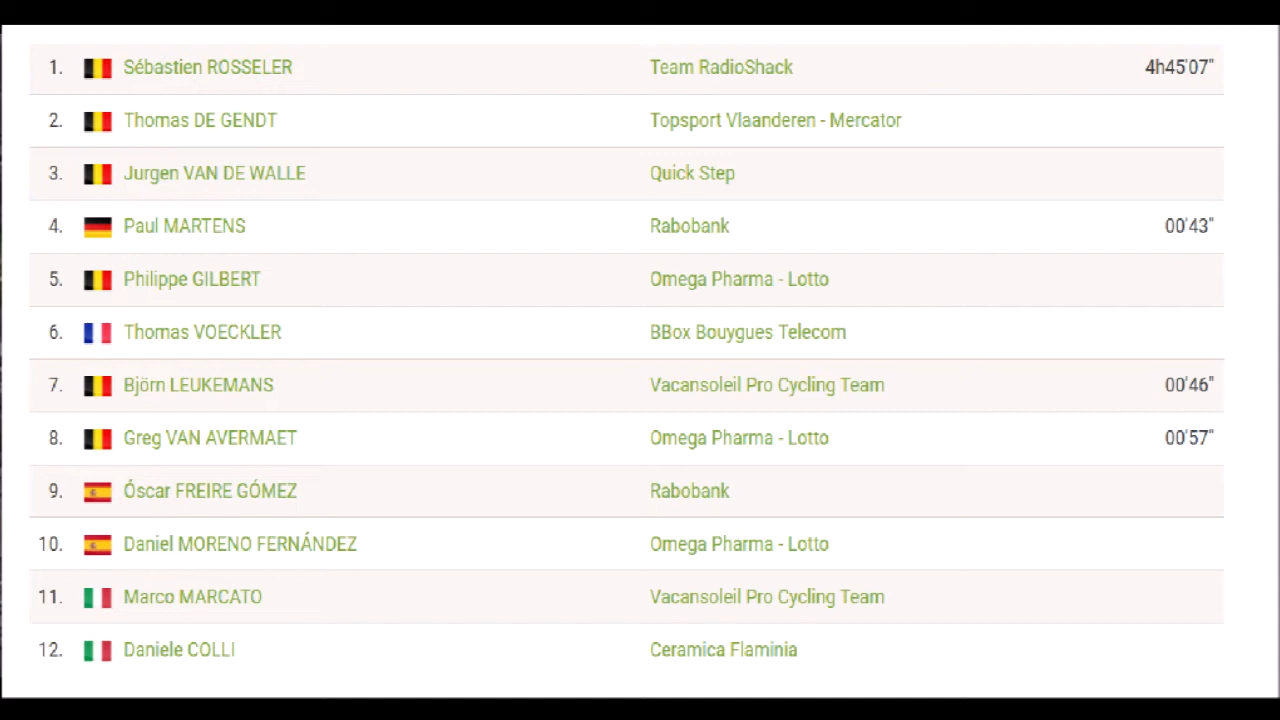 1. Sébastien ROSSELER Team RadioShack 4h45'07"
2. Thomas DE GENDT Topsport Vlaanderen - Mercator
3. Jurgen VAN DE WALLE Quick Step
4. Paul MARTENS Rabobank 00'43"
5. Philippe GILBERT Omega Pharma - Lotto
6. Thomas VOECKLER BBox Bouygues Telecom
7. Björn LEUKEMANS Vacansoleil Pro Cycling Team 00'46"
8. Greg VAN AVERMAET Omega Pharma - Lotto 00'57"
9. Óscar FREIRE GÓMEZ Rabobank
10. Daniel MORENO FERNÁNDEZ Omega Pharma - Lotto
11. Marco MARCATO Vacansoleil Pro Cycling Team
12. Daniele COLLI Ceramica Flaminia